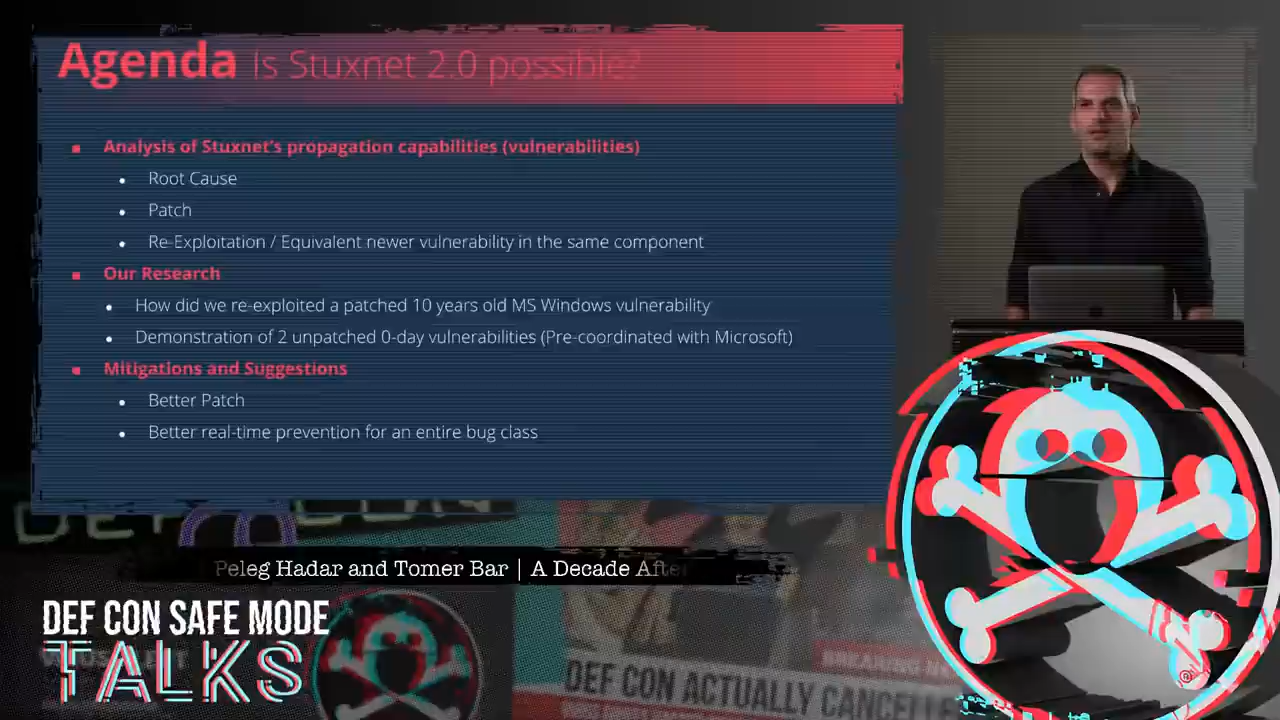 Agenda is Stuxnet 2.0 possible?
Analysis of Stuxnet's propagation capabilities (vulnerabilities)
Root Cause
Patch
Re-Exploitation / Equivalent newer vulnerability in the same component
Our Research
How did we re-exploited a patched 10 years old MS Windows vulnerability
Demonstration of 2 unpatched 0-day vulnerabilities (Pre-coordinated with Microsoft)
Mitigations and Suggestions
Better Patch
Better real-time prevention for an entire bug class
DEF CON
Peleg Hadar and Tomer Bar | A Decade After
DEF CON SAFE MODE
TALKS
BREAKING
DEF CON ACTUALLY CANCELLE
®